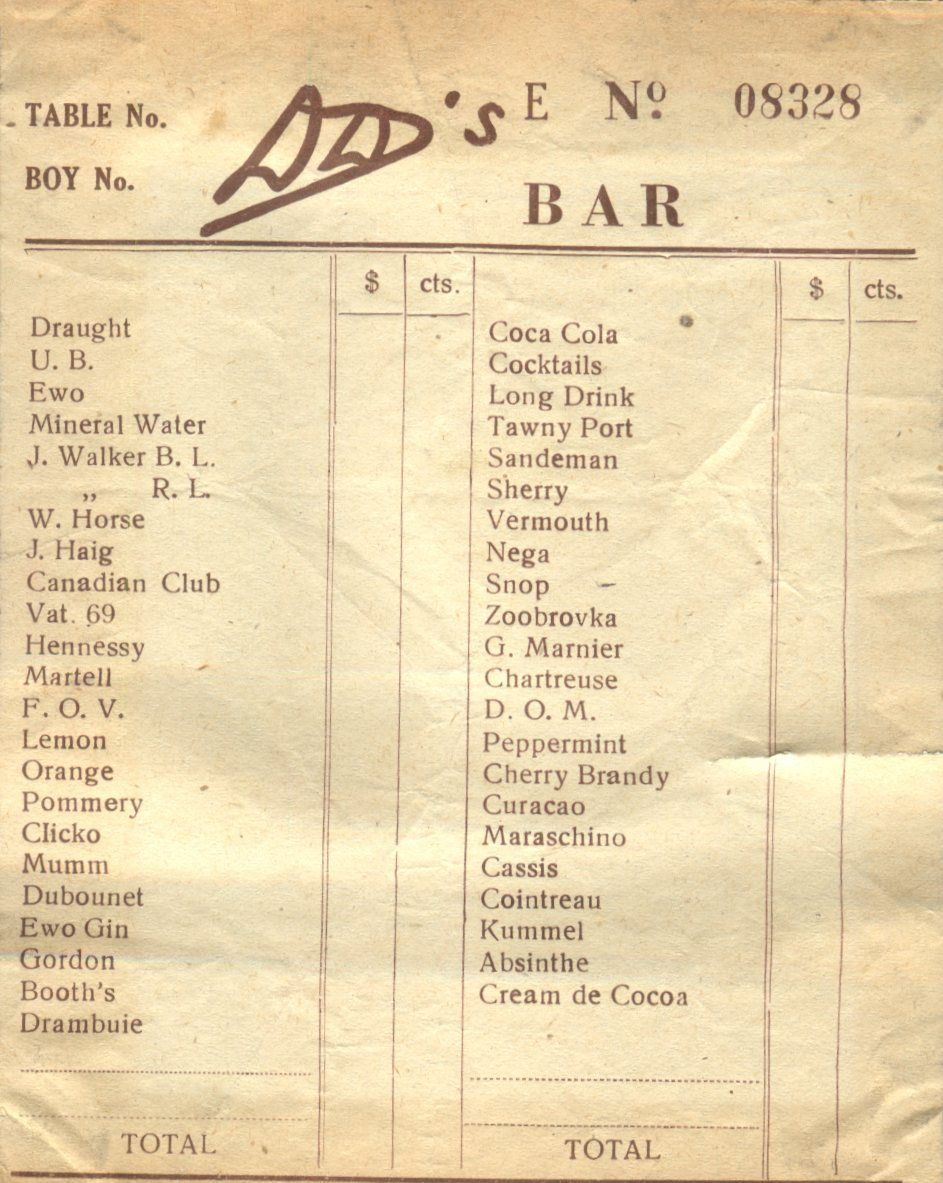 TABLE No.
DD's
E Nº 08328
BOY No.
BAR
$ cts.
Draught
U. B.
Ewo
Mineral Water
J. Walker B. L.
„ R. L.
W. Horse
J. Haig
Canadian Club
Vat. 69
Hennessy
Martell
F. O. V.
Lemon
Orange
Pommery
Clicko
Mumm
Dubounet
Ewo Gin
Gordon
Booth's
Drambuie
TOTAL
$ cts.
Coca Cola
Cocktails
Long Drink
Tawny Port
Sandeman
Sherry
Vermouth
Nega
Snop
Zoobrovka
G. Marnier
Chartreuse
D. O. M.
Peppermint
Cherry Brandy
Curacao
Maraschino
Cassis
Cointreau
Kummel
Absinthe
Cream de Cocoa
TOTAL